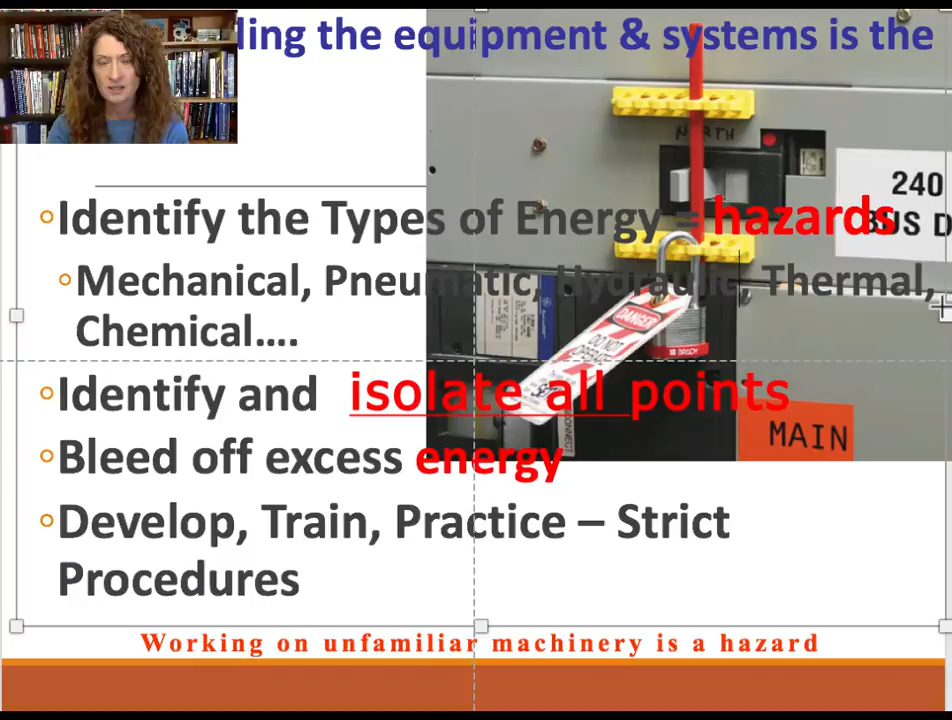 ding the equipment & systems is the
NORTH
240
BUS D
Identify the Types of Energy = hazards
Mechanical, Pneumatic, Hydraulic, Thermal,
Chemical….
DANGER
DO NOT
OPERATE
BRADY
Identify and isolate all points
MAIN
Bleed off excess energy
Develop, Train, Practice – Strict
Procedures
Working on unfamiliar machinery is a hazard